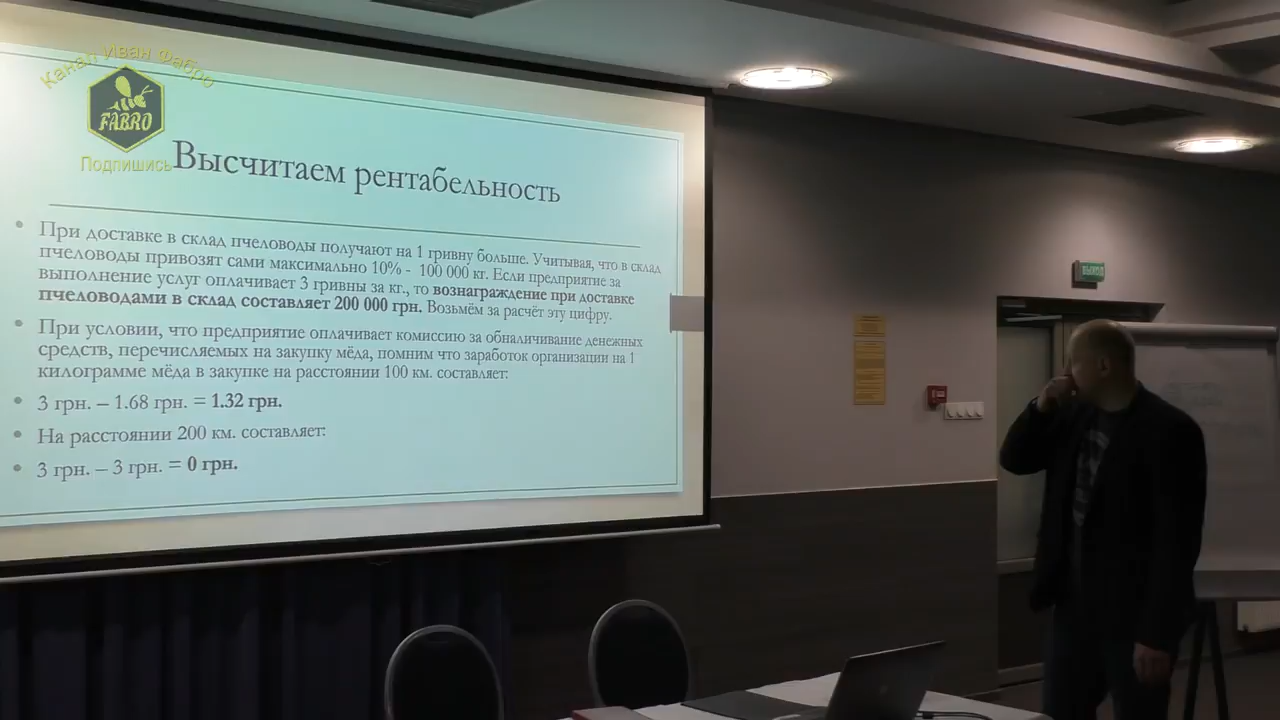 Канал Иван Фабро
FABRO
Подпишись
Высчитаем рентабельность
При доставке в склад пчеловоды получают на 1 гривну больше. Учитывая, что в склад
пчеловоды привозят сами максимально 10% - 100 000 кг. Если предприятие за
выполнение услуг оплачивает 3 гривны за кг., то вознаграждение при доставке
пчеловодами в склад составляет 200 000 грн. Возьмём за расчёт эту цифру.
При условии, что предприятие оплачивает комиссию за обналичивание денежных
средств, перечисляемых на закупку мёда, помним что заработок организации на 1
килограмме мёда в закупке на расстоянии 100 км. составляет:
3 грн. – 1.68 грн. = 1.32 грн.
На расстоянии 200 км. составляет:
3 грн. – 3 грн. = 0 грн.